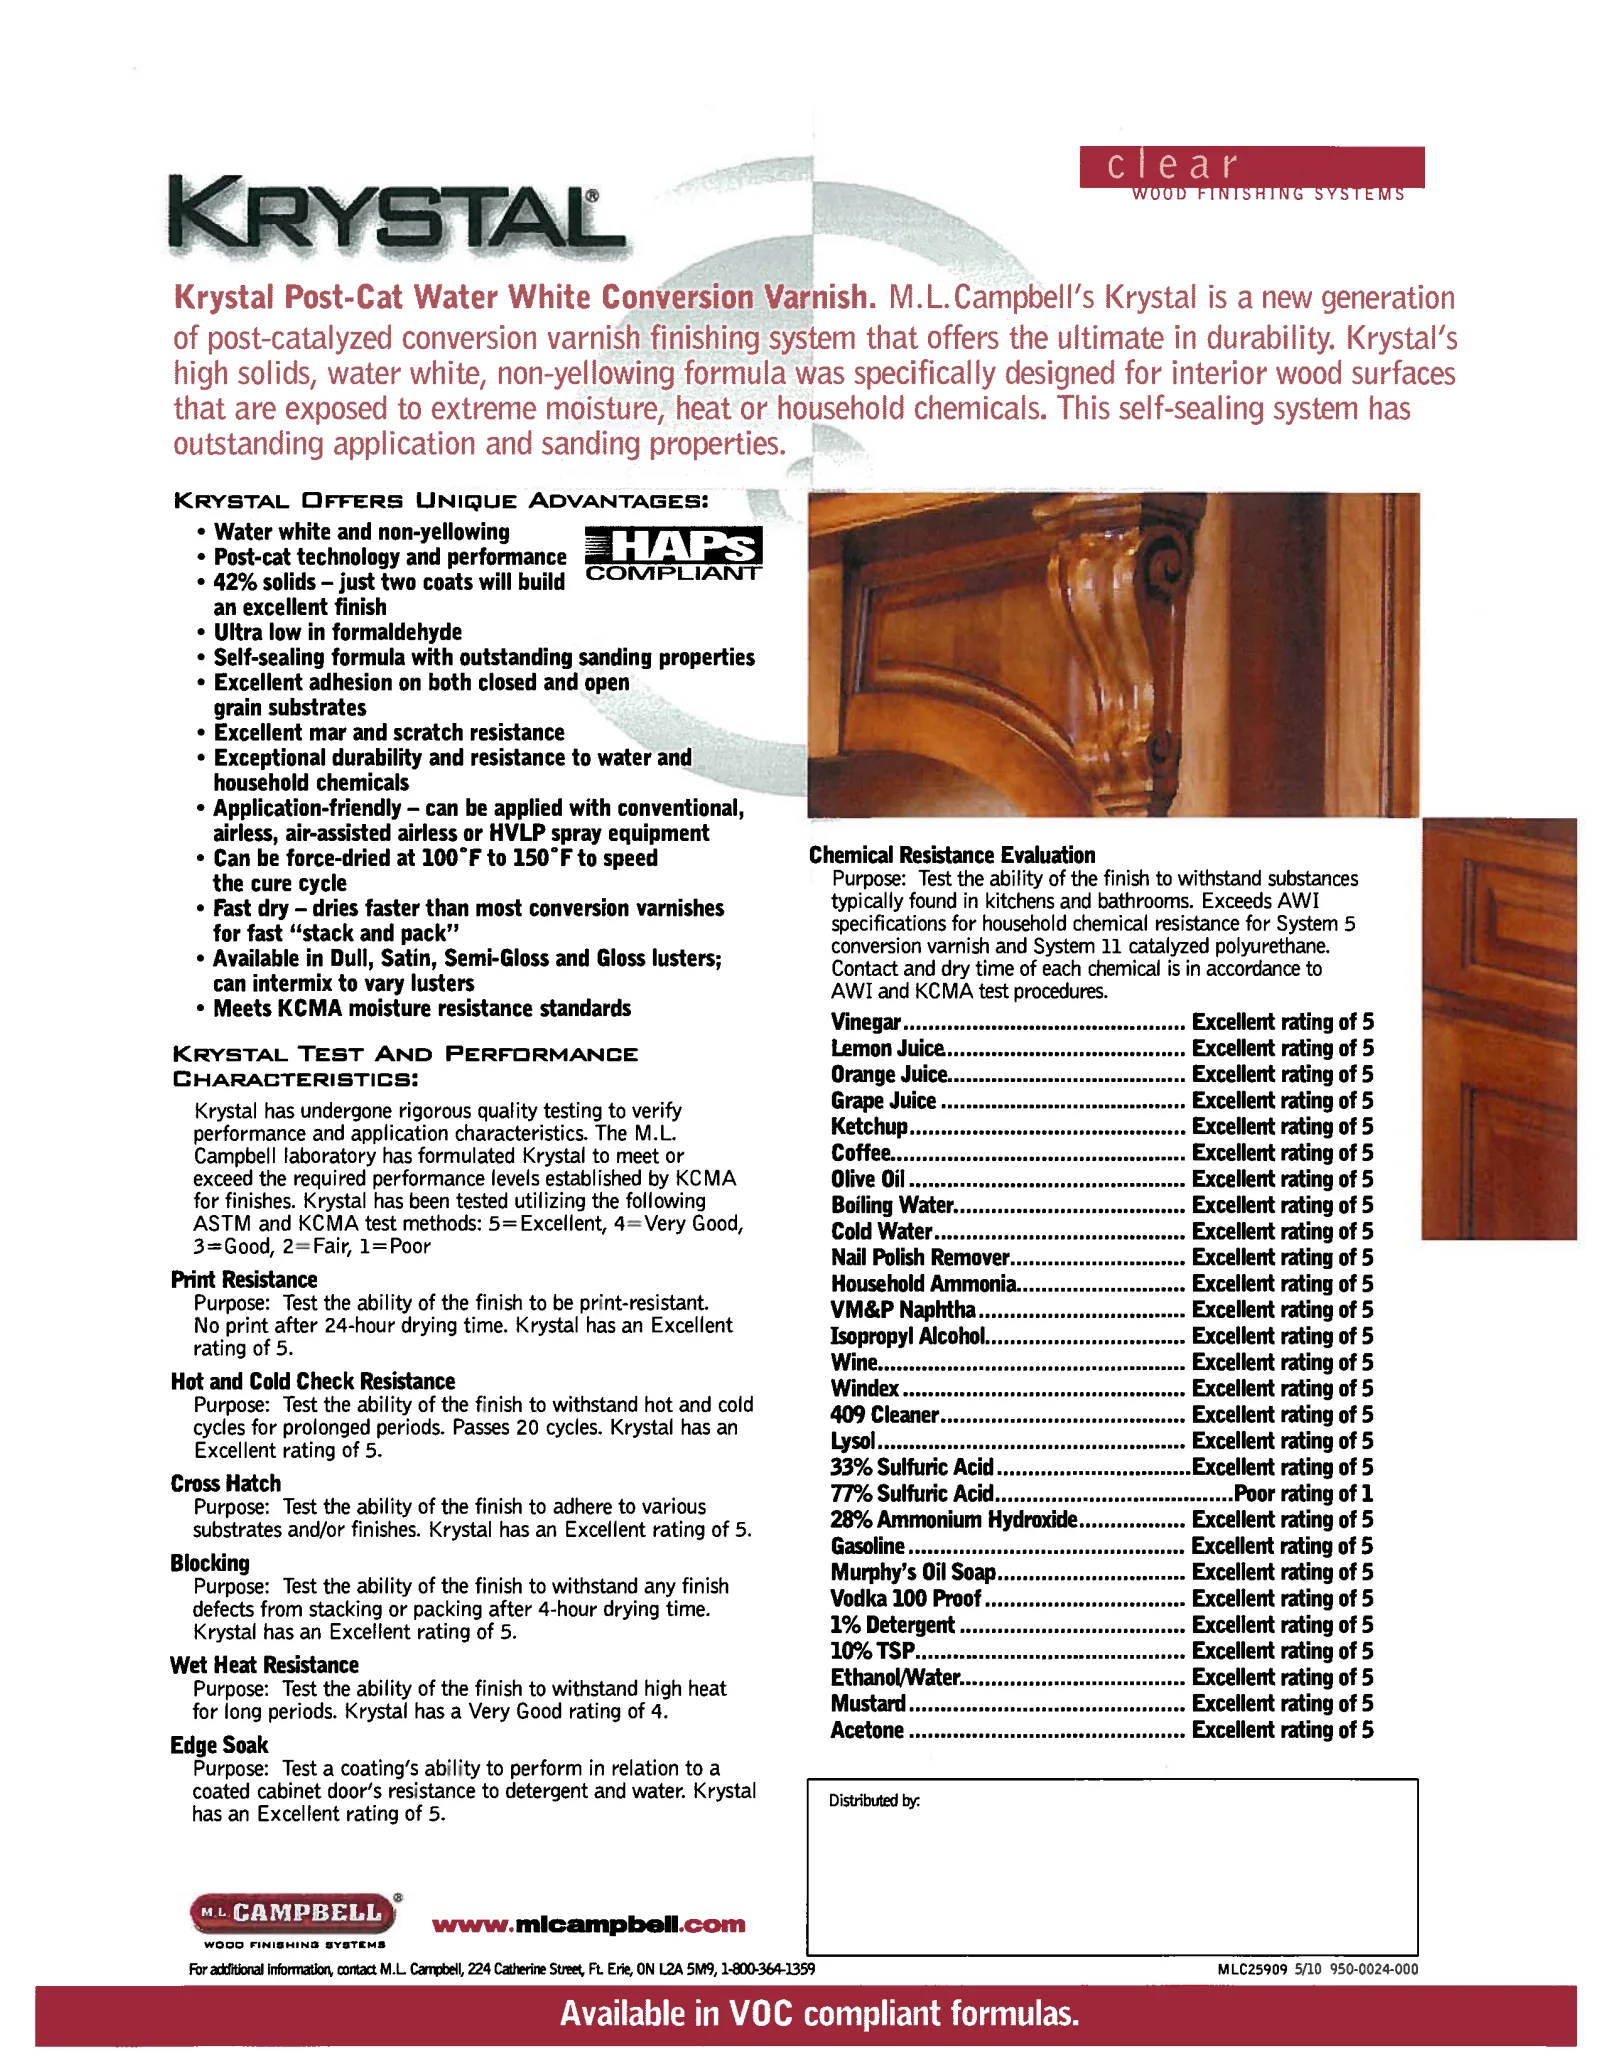 KRYSTAL®
clear
WOOD FINISHING SYSTEMS
Krystal Post-Cat Water White Conversion Varnish. M.L.Campbell's Krystal is a new generation
of post-catalyzed conversion varnish finishing system that offers the ultimate in durability. Krystal's
high solids, water white, non-yellowing formula was specifically designed for interior wood surfaces
that are exposed to extreme moisture, heat or household chemicals. This self-sealing system has
outstanding application and sanding properties.
KRYSTAL OFFERS UNIQUE ADVANTAGES:
• Water white and non-yellowing
• Post-cat technology and performance
• 42% solids – just two coats will build
an excellent finish
HAPS
COMPLIANT
• Ultra low in formaldehyde
• Self-sealing formula with outstanding sanding properties
• Excellent adhesion on both closed and open
grain substrates
• Excellent mar and scratch resistance
• Exceptional durability and resistance to water and
household chemicals
• Application-friendly – can be applied with conventional,
airless, air-assisted airless or HVLP spray equipment
• Can be force-dried at 100°F to 150°F to speed
the cure cycle
• Fast dry – dries faster than most conversion varnishes
for fast “stack and pack”
• Available in Dull, Satin, Semi-Gloss and Gloss lusters;
can intermix to vary lusters
• Meets KCMA moisture resistance standards
KRYSTAL TEST AND PERFORMANCE
CHARACTERISTICS:
Krystal has undergone rigorous quality testing to verify
performance and application characteristics. The M.L.
Campbell laboratory has formulated Krystal to meet or
exceed the required performance levels established by KCMA
for finishes. Krystal has been tested utilizing the following
ASTM and KCMA test methods: 5=Excellent, 4=Very Good,
3=Good, 2=Fair, 1=Poor
Print Resistance
Purpose: Test the ability of the finish to be print-resistant.
No print after 24-hour drying time. Krystal has an Excellent
rating of 5.
Hot and Cold Check Resistance
Purpose: Test the ability of the finish to withstand hot and cold
cycles for prolonged periods. Passes 20 cycles. Krystal has an
Excellent rating of 5.
Cross Hatch
Purpose: Test the ability of the finish to adhere to various
substrates and/or finishes. Krystal has an Excellent rating of 5.
Blocking
Purpose: Test the ability of the finish to withstand any finish
defects from stacking or packing after 4-hour drying time.
Krystal has an Excellent rating of 5.
Wet Heat Resistance
Purpose: Test the ability of the finish to withstand high heat
for long periods. Krystal has a Very Good rating of 4.
Edge Soak
Purpose: Test a coating's ability to perform in relation to a
coated cabinet door's resistance to detergent and water. Krystal
has an Excellent rating of 5.
Chemical Resistance Evaluation
Purpose: Test the ability of the finish to withstand substances
typically found in kitchens and bathrooms. Exceeds AWI
specifications for household chemical resistance for System 5
conversion varnish and System 11 catalyzed polyurethane.
Contact and dry time of each chemical is in accordance to
AWI and KCMA test procedures.
Vinegar............................................. Excellent rating of 5
Lemon Juice...................................... Excellent rating of 5
Orange Juice...................................... Excellent rating of 5
Grape Juice ....................................... Excellent rating of 5
Ketchup............................................ Excellent rating of 5
Coffee............................................... Excellent rating of 5
Olive Oil ............................................ Excellent rating of 5
Boiling Water..................................... Excellent rating of 5
Cold Water........................................ Excellent rating of 5
Nail Polish Remover............................ Excellent rating of 5
Household Ammonia........................... Excellent rating of 5
VM&P Naphtha................................. Excellent rating of 5
Isopropyl Alcohol................................ Excellent rating of 5
Wine................................................. Excellent rating of 5
Windex ............................................. Excellent rating of 5
409 Cleaner....................................... Excellent rating of 5
Lysol................................................. Excellent rating of 5
33% Sulfuric Acid...............................Excellent rating of 5
77% Sulfuric Acid......................................Poor rating of 1
28% Ammonium Hydroxide................. Excellent rating of 5
Gasoline ............................................ Excellent rating of 5
Murphy's Oil Soap.............................. Excellent rating of 5
Vodka 100 Proof................................ Excellent rating of 5
1% Detergent .................................... Excellent rating of 5
10% TSP........................................... Excellent rating of 5
Ethanol/Water.................................... Excellent rating of 5
Mustard ............................................ Excellent rating of 5
Acetone ............................................ Excellent rating of 5
Distributed by:
M.L. CAMPBELL®
WOOD FINISHING SYSTEMS
www.mlcampbell.com
For additional information, contact M.L. Campbell, 224 Catherine Street, Ft. Erie, ON L2A 5M9, 1-800-364-1359
MLC25909 5/10 950-0024-000
Available in VOC compliant formulas.